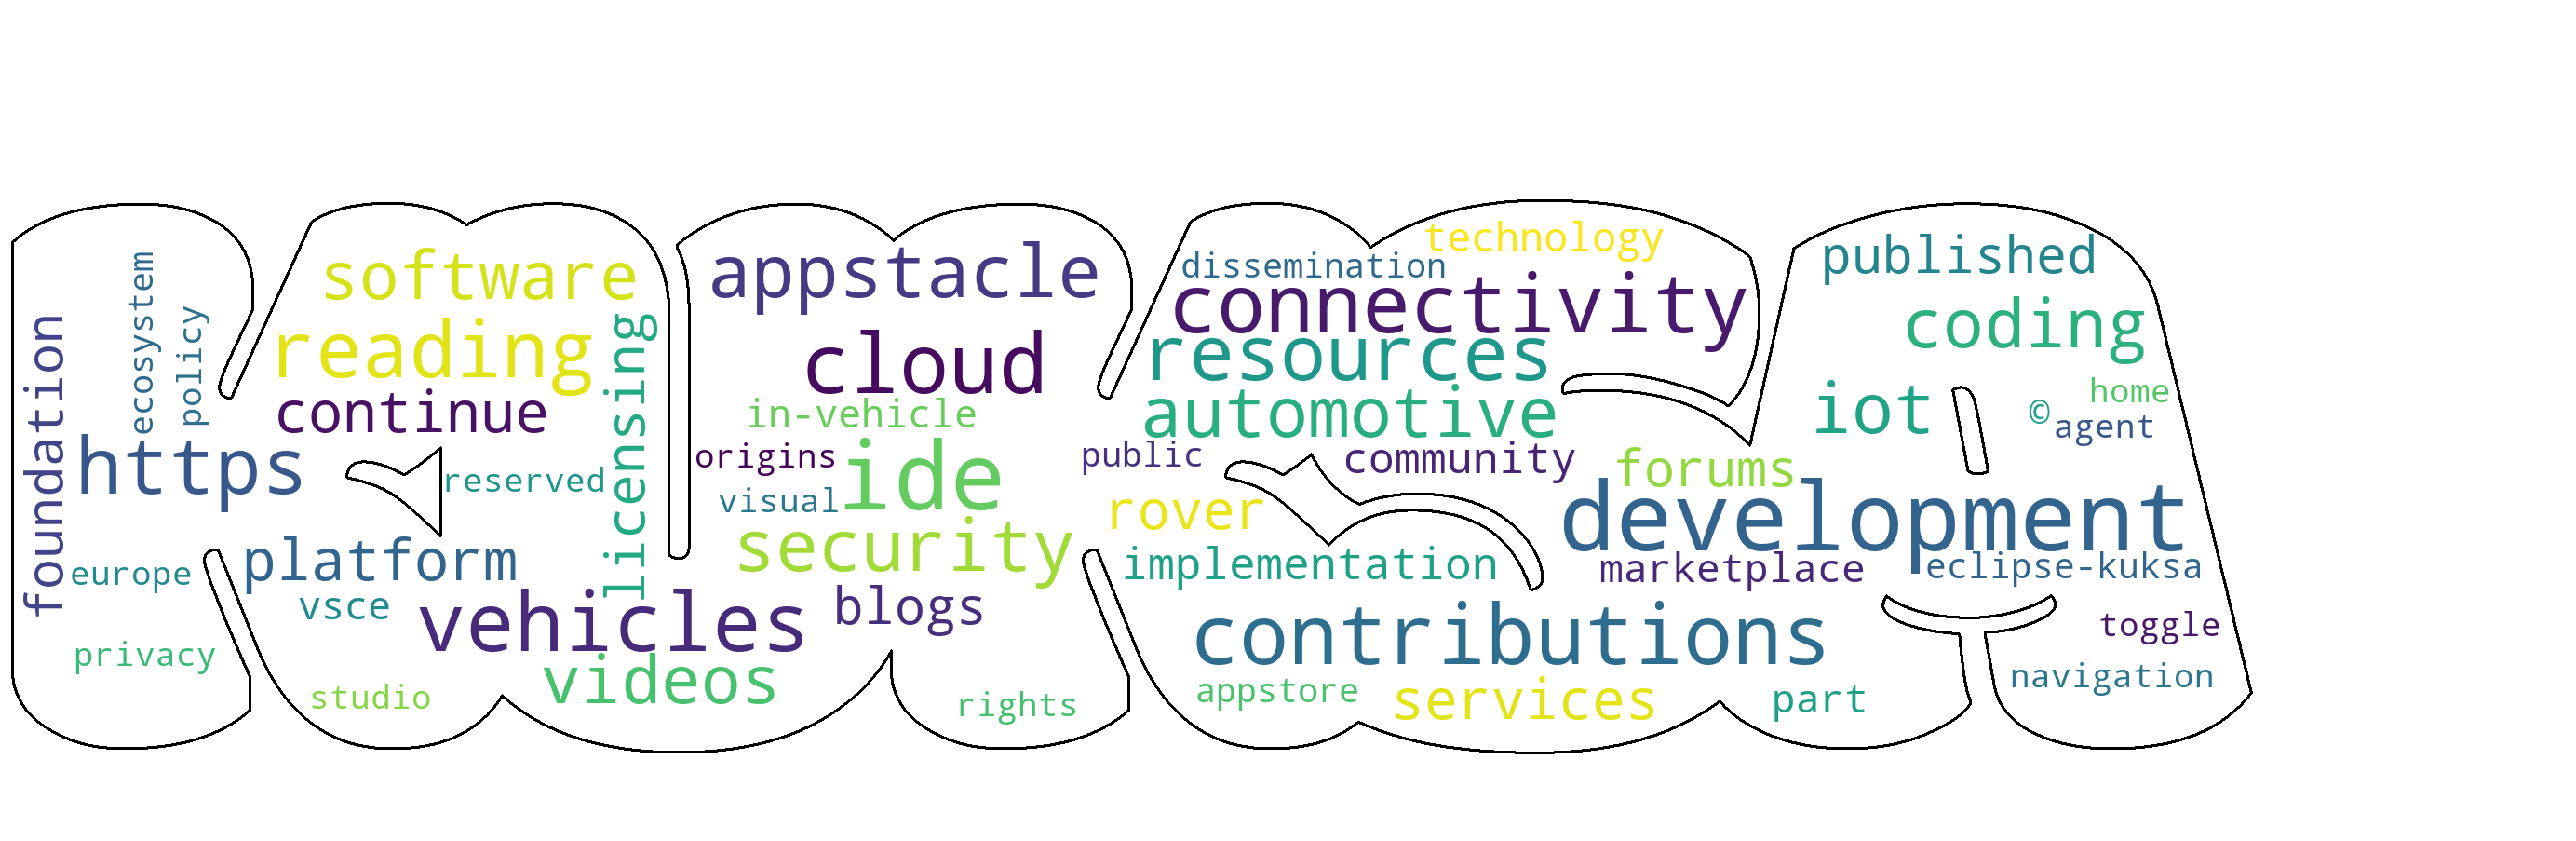 foundation
ecosystem
policy
https
europe
privacy
software
reading
continue
reserved
licensing
platform
vsce
vehicles
videos
studio
appstacle
cloud
in-vehicle
origins
ide
visual
security
blogs
rights
technology
dissemination
connectivity
resources
automotive
public
community
rover
implementation
forums
development
marketplace
eclipse-kuksa
contributions
appstore
services
part
published
coding
iot
home
©
agent
toggle
navigation